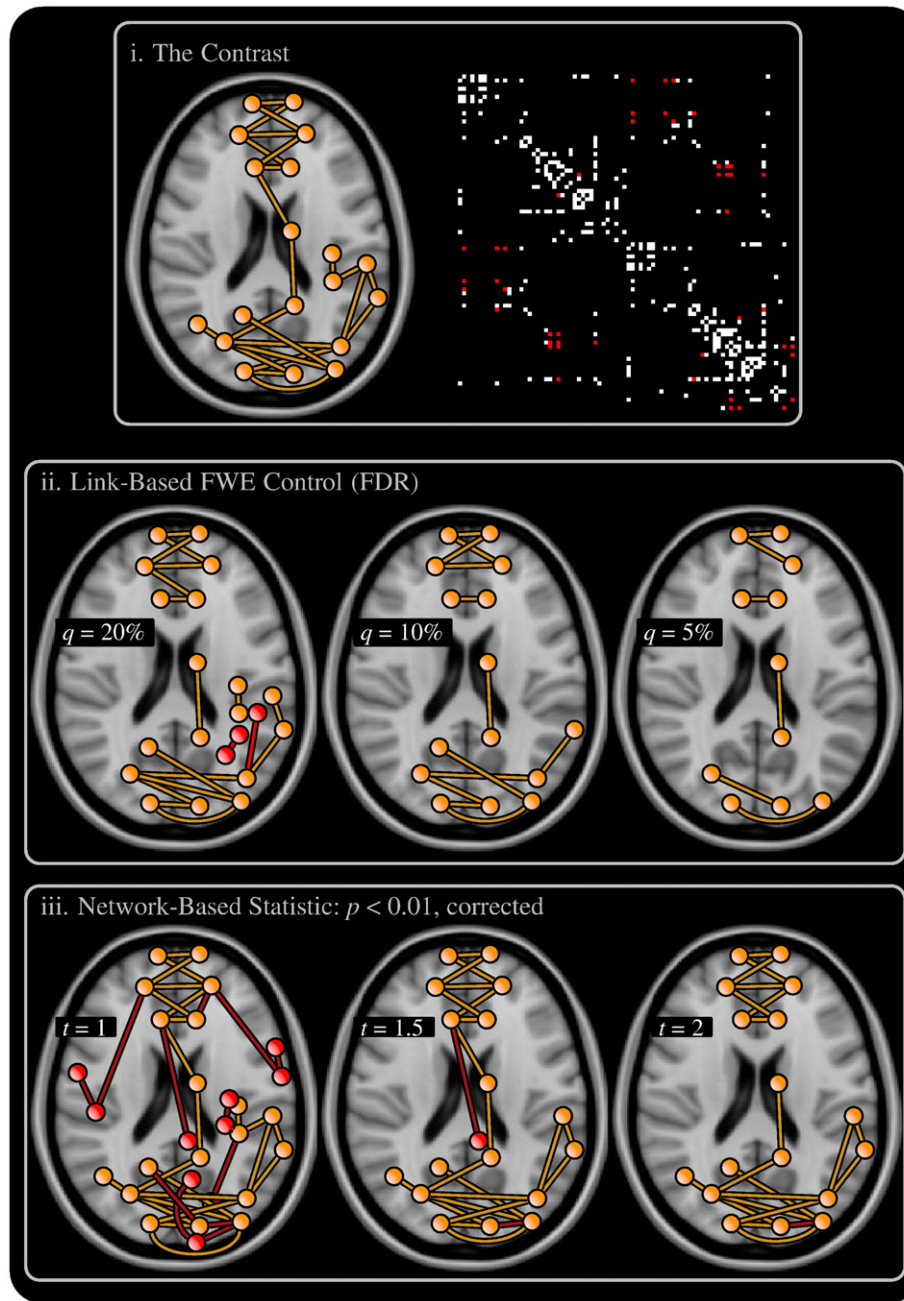 i. The Contrast
ii. Link-Based FWE Control (FDR)
q = 20%
q = 10%
q = 5%
iii. Network-Based Statistic: p < 0.01, corrected
t = 1
t = 1.5
t = 2